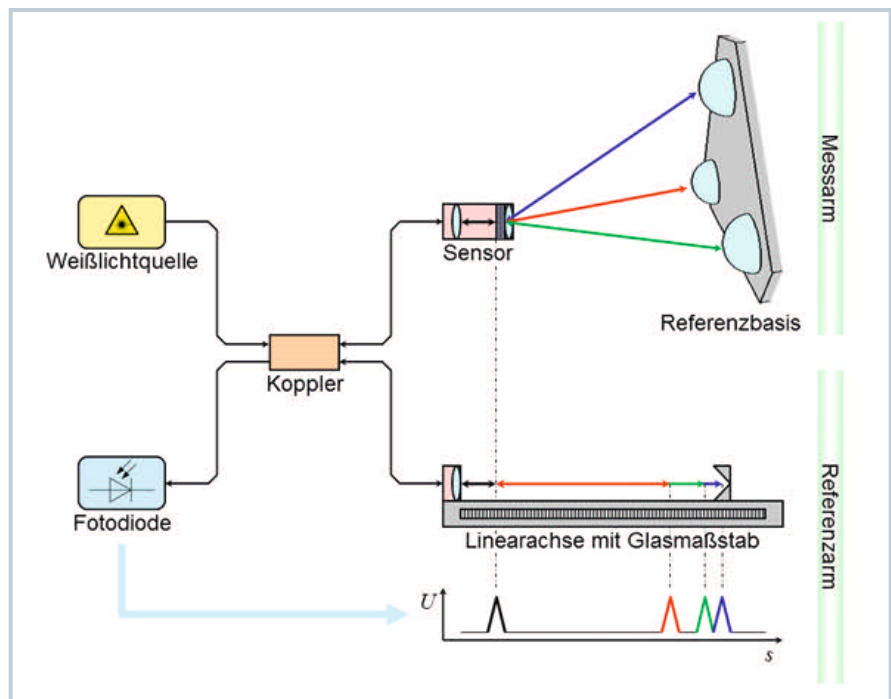 Weißlichtquelle
Sensor
Messarm
Referenzbasis
Koppler
Fotodiode
Linearachse mit Glasmaßstab
Referenzarm
U
s